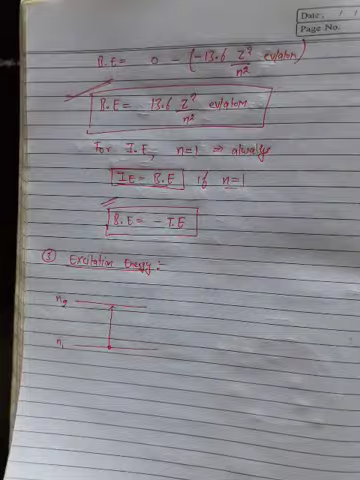 Date. / /
Page No.
B.E = 0 - (-13.6 Z²/n² ev/atom)
B.E = 13.6 Z²/n² ev/atom
For I.E, n=1 ⇒ always
IE = B.E if n=1
B.E = - T.E
③ Excitation Energy:-
n₂
n₁